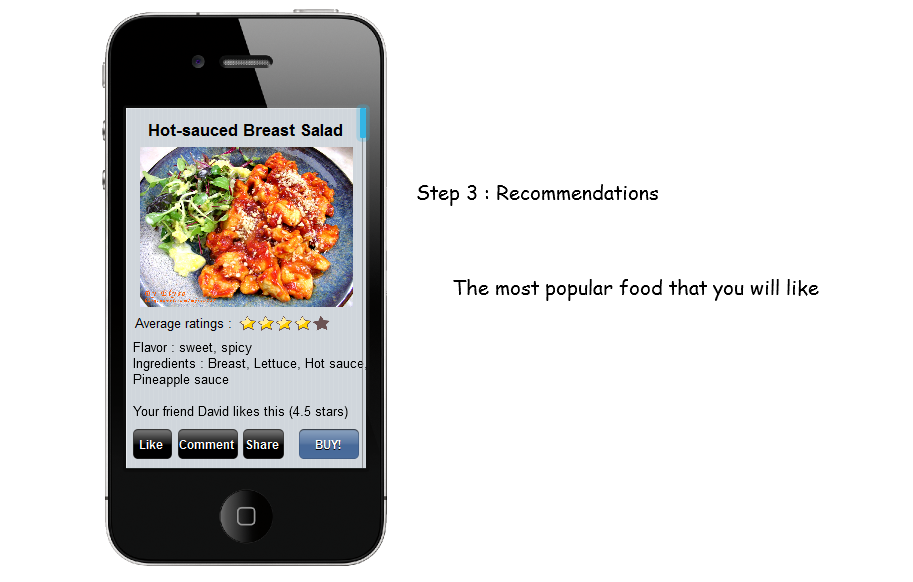 Hot-sauced Breast Salad
Average ratings :
Flavor : sweet, spicy
Ingredients : Breast, Lettuce, Hot sauce,
Pineapple sauce
Your friend David likes this (4.5 stars)
Like Comment Share BUY!
Step 3 : Recommendations
The most popular food that you will like